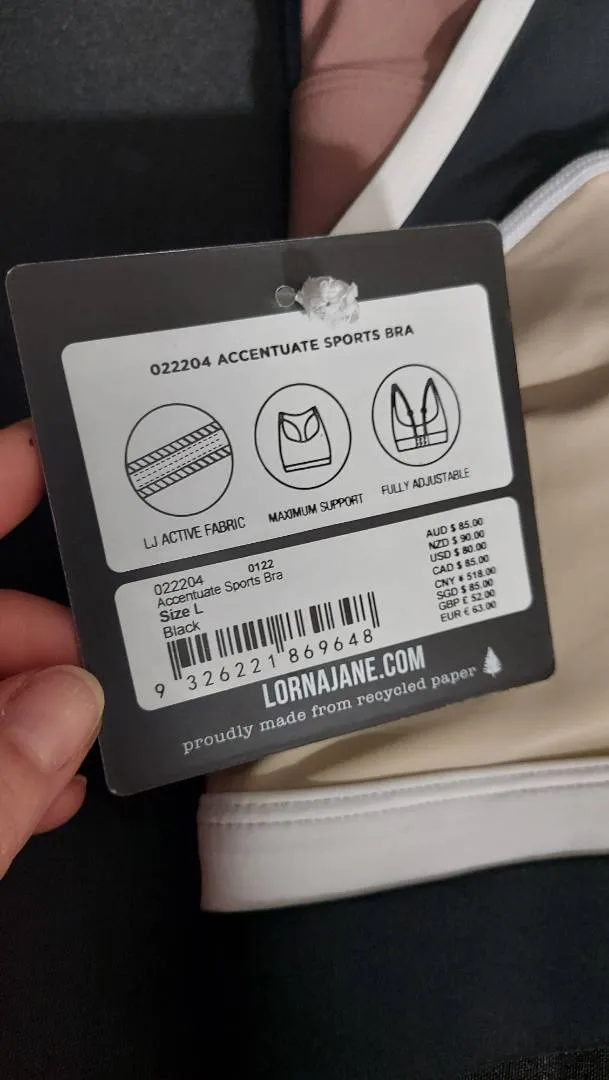 022204 ACCENTUATE SPORTS BRA
LJ ACTIVE FABRIC
MAXIMUM SUPPORT
FULLY ADJUSTABLE
022204 0122
Accentuate Sports Bra
Size L
Black
AUD $ 85.00
NZD $ 90.00
USD $ 80.00
CAD $ 85.00
CNY ¥ 518.00
SGD $ 85.00
GBP £ 52.00
EUR € 63.00
9 326221 869648
LORNAJANE.COM
proudly made from recycled paper